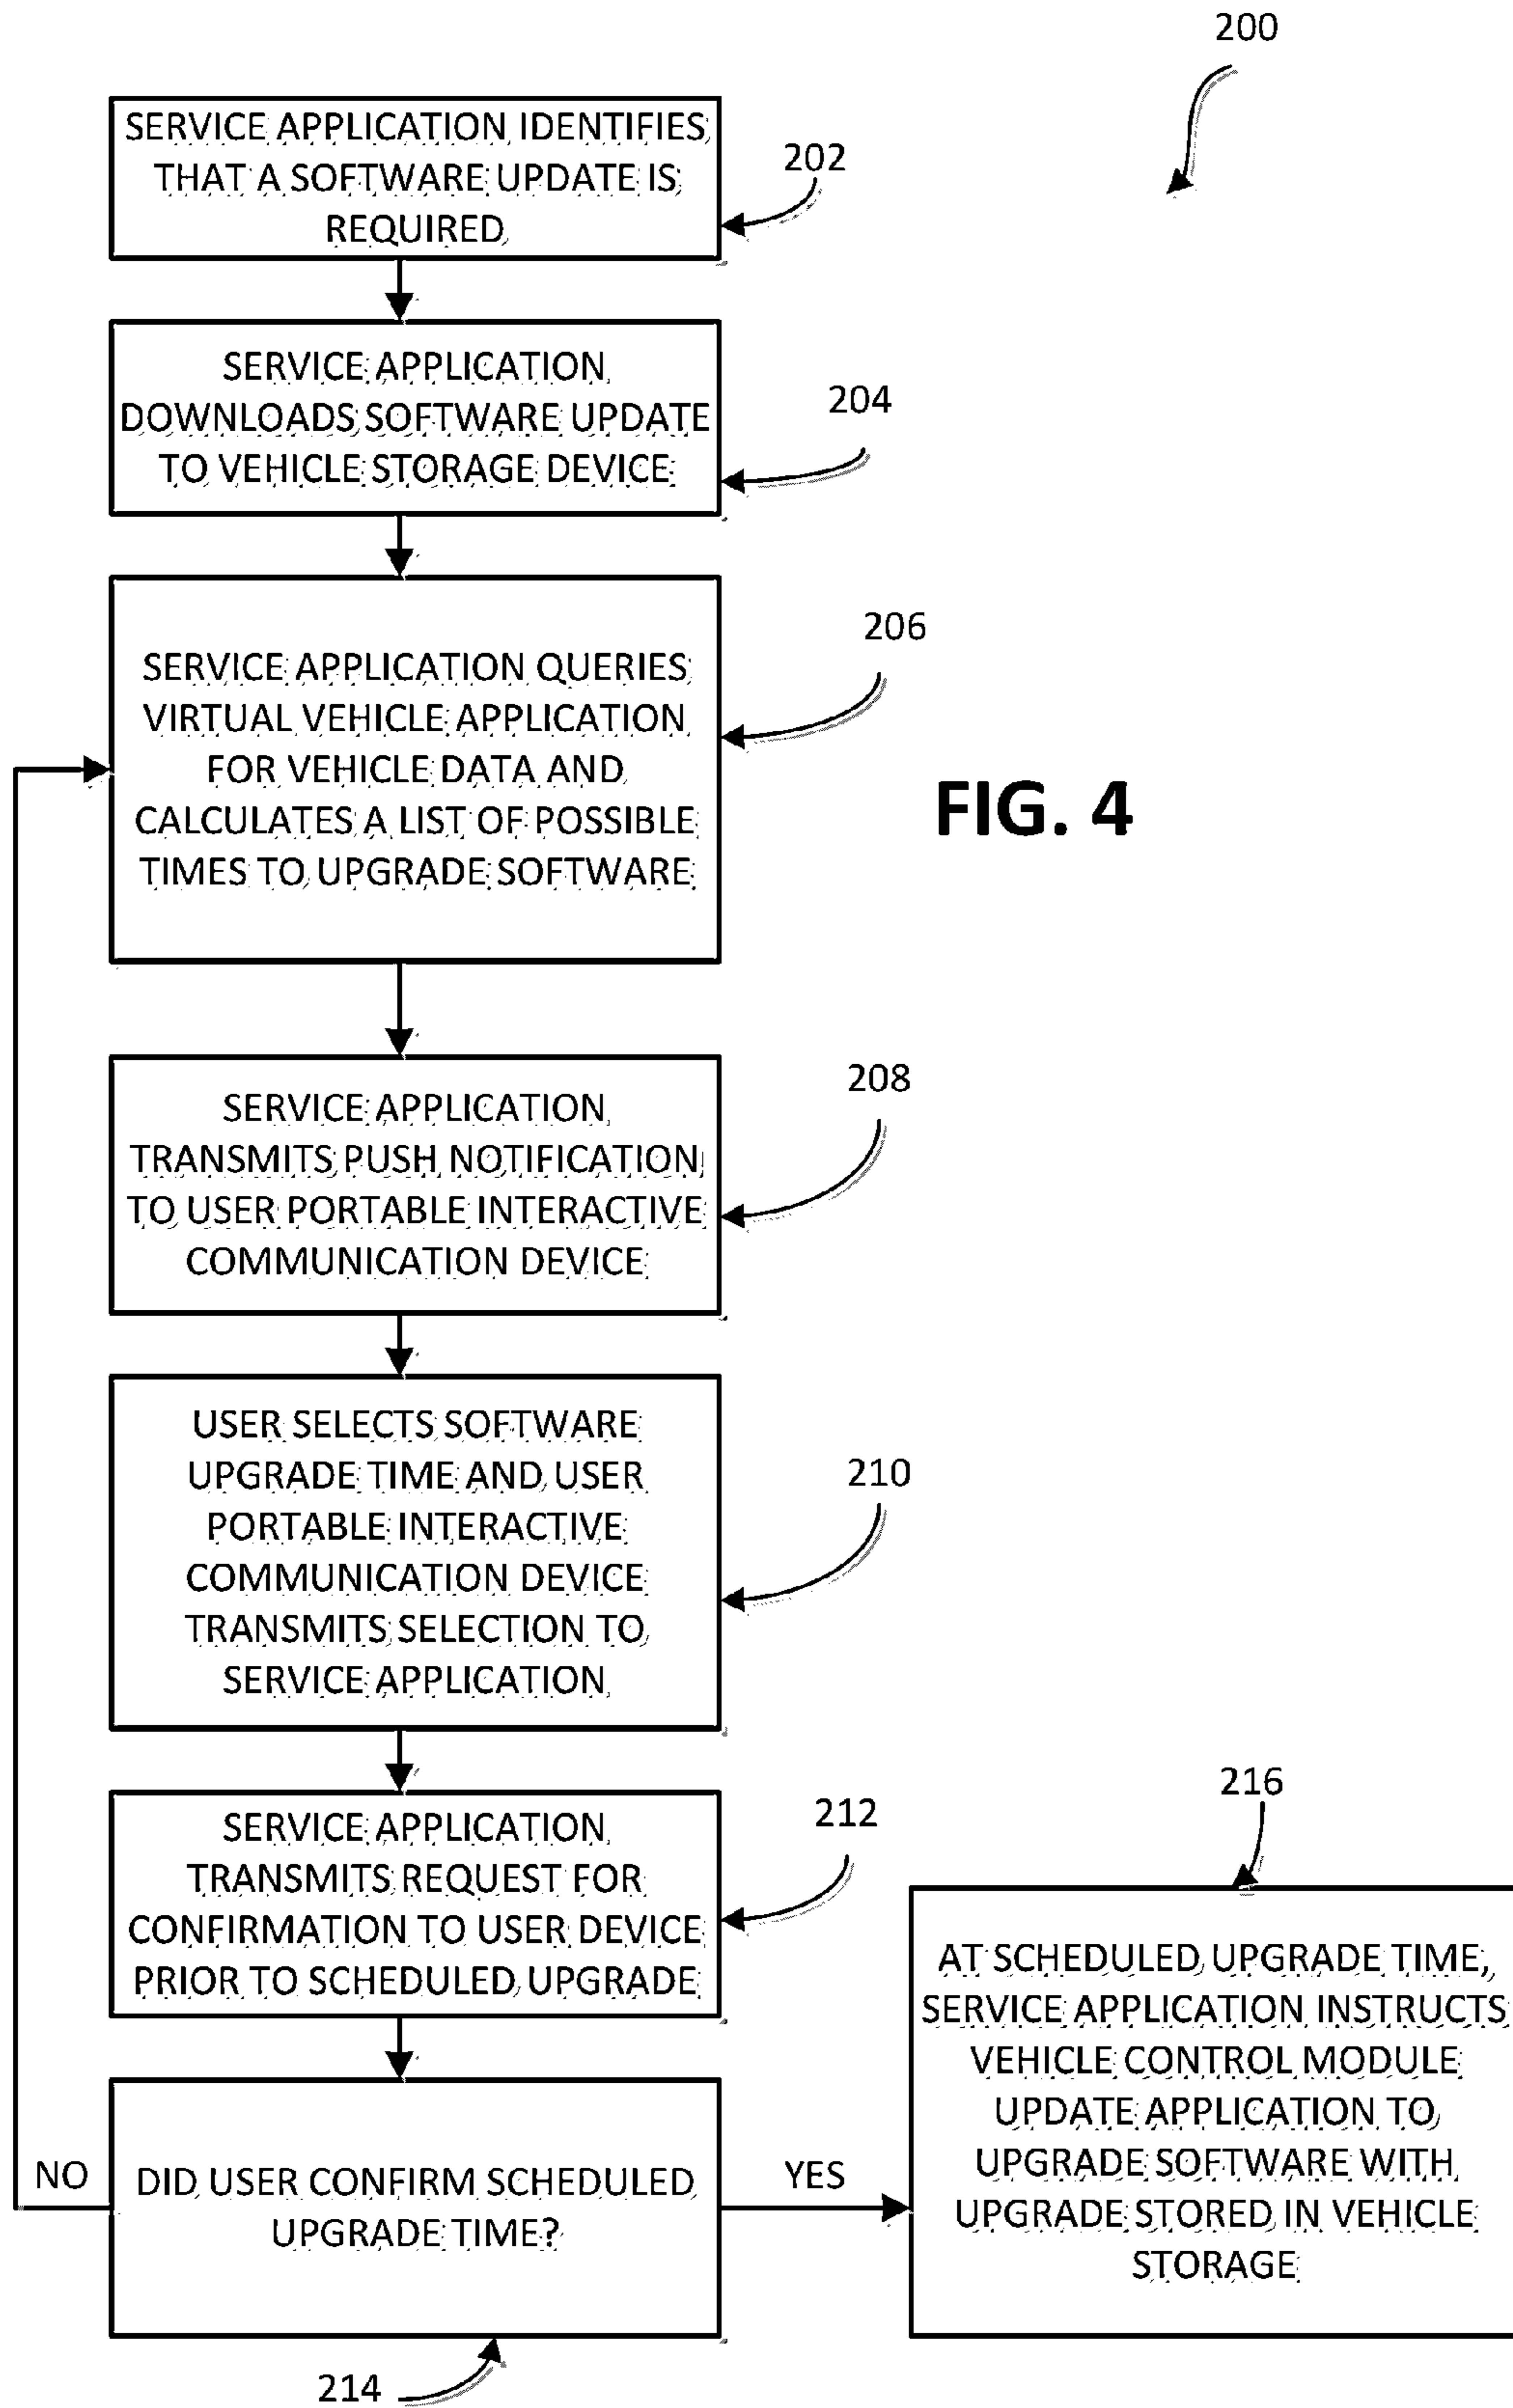 200
SERVICE APPLICATION IDENTIFIES
THAT A SOFTWARE UPDATE IS
REQUIRED
202
SERVICE APPLICATION
DOWNLOADS SOFTWARE UPDATE
TO VEHICLE STORAGE DEVICE
204
SERVICE APPLICATION QUERIES
VIRTUAL VEHICLE APPLICATION
FOR VEHICLE DATA AND
CALCULATES A LIST OF POSSIBLE
TIMES TO UPGRADE SOFTWARE
206
FIG. 4
SERVICE APPLICATION
TRANSMITS PUSH NOTIFICATION
TO USER PORTABLE INTERACTIVE
COMMUNICATION DEVICE
208
USER SELECTS SOFTWARE
UPGRADE TIME AND USER
PORTABLE INTERACTIVE
COMMUNICATION DEVICE
TRANSMITS SELECTION TO
SERVICE APPLICATION
210
SERVICE APPLICATION
TRANSMITS REQUEST FOR
CONFIRMATION TO USER DEVICE
PRIOR TO SCHEDULED UPGRADE
212
NO
DID USER CONFIRM SCHEDULED
UPGRADE TIME?
YES
214
216
AT SCHEDULED UPGRADE TIME,
SERVICE APPLICATION INSTRUCTS
VEHICLE CONTROL MODULE
UPDATE APPLICATION TO
UPGRADE SOFTWARE WITH
UPGRADE STORED IN VEHICLE
STORAGE